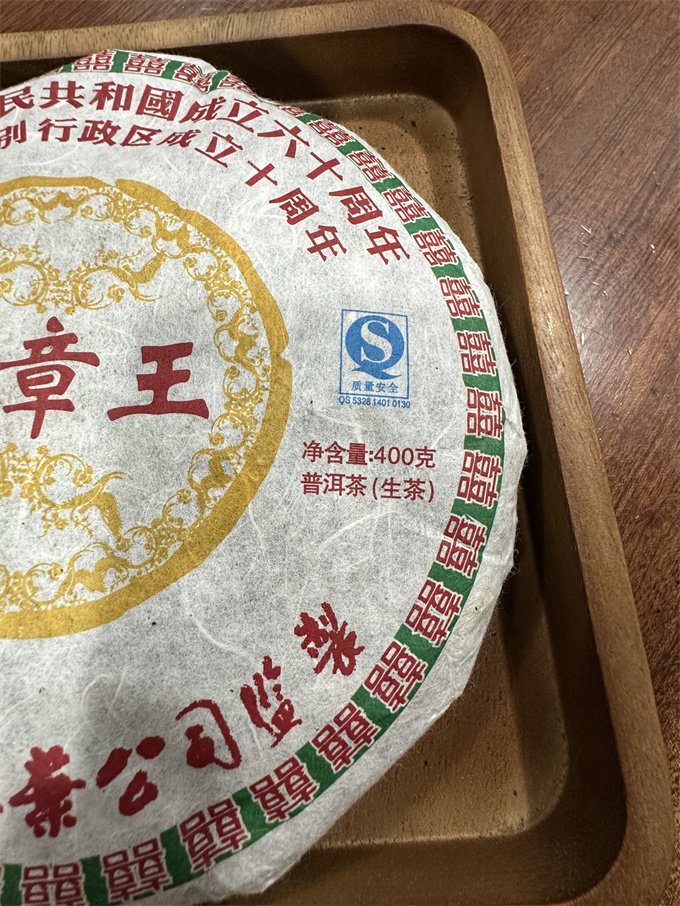 民共和國成立六十周年
别行政区成立十周年
章王
质量安全
QS 5328 1401 0130
净含量:400克
普洱茶(生茶)
業公司监製